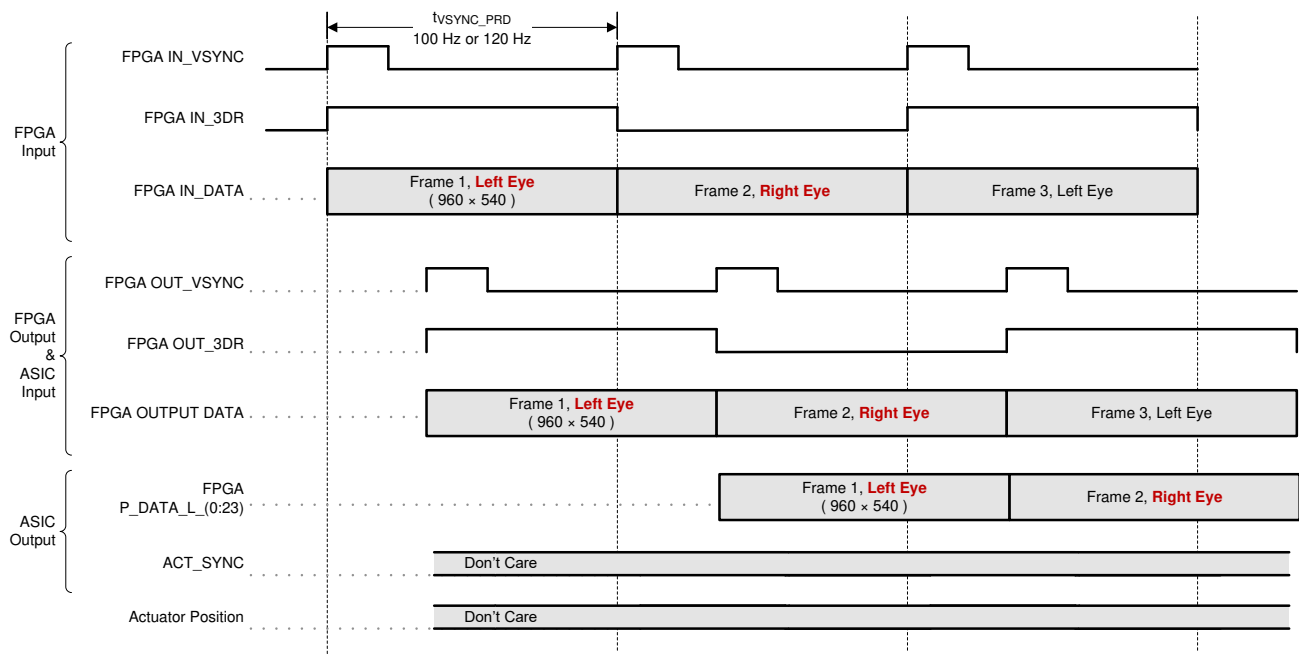 tVSYNC_PRD
100 Hz or 120 Hz
FPGA IN_VSYNC
FPGA IN_3DR
FPGA
Input
FPGA IN_DATA
Frame 1, Left Eye
( 960 × 540 )
Frame 2, Right Eye
Frame 3, Left Eye
FPGA OUT_VSYNC
FPGA
Output
&
ASIC
Input
FPGA OUT_3DR
FPGA OUTPUT DATA
Frame 1, Left Eye
( 960 × 540 )
Frame 2, Right Eye
Frame 3, Left Eye
FPGA
P_DATA_L_(0:23)
Frame 1, Left Eye
( 960 × 540 )
Frame 2, Right Eye
ASIC
Output
ACT_SYNC
Don't Care
Actuator Position
Don't Care